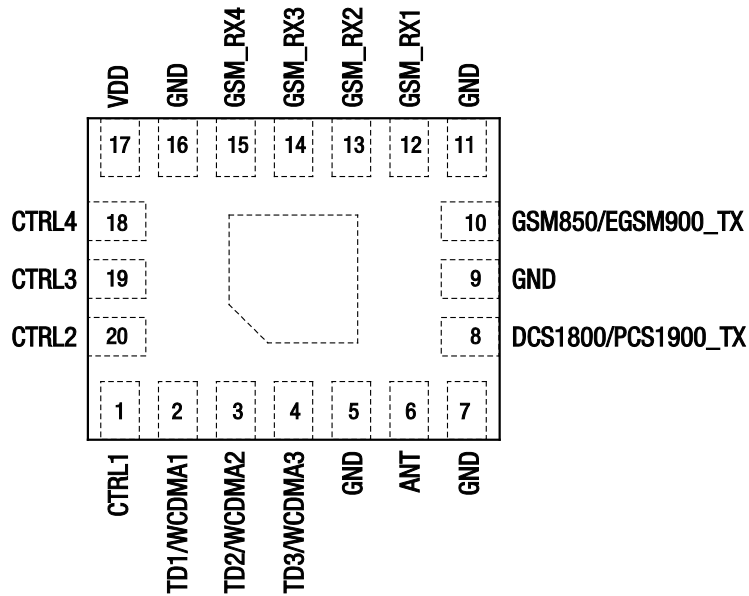 VDD
GND
GSM_RX4
GSM_RX3
GSM_RX2
GSM_RX1
GND
17
16
15
14
13
12
11
CTRL4
18
10
GSM850/EGSM900_TX
CTRL3
19
9
GND
CTRL2
20
8
DCS1800/PCS1900_TX
1
2
3
4
5
6
7
CTRL1
TD1/WCDMA1
TD2/WCDMA2
TD3/WCDMA3
GND
ANT
GND